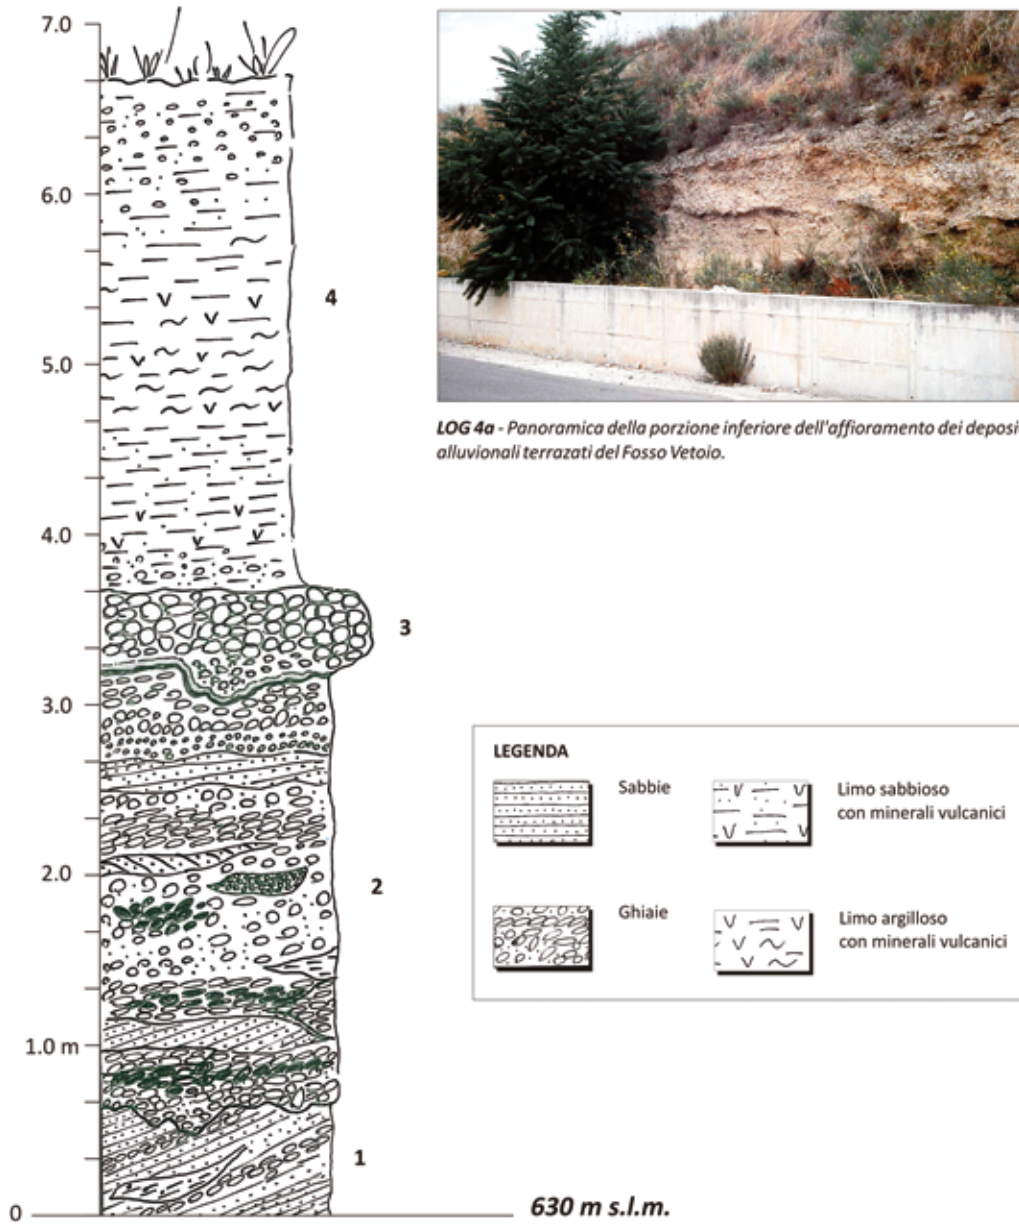 7.0
6.0
4
5.0
4.0
3
3.0
2.0
2
1.0 m
1
0
630 m s.l.m.
LOG 4a - Panoramica della porzione inferiore dell'affioramento dei deposi
alluvionali terrazati del Fosso Vetoio.
LEGENDA
Sabbie
Limo sabbioso
con minerali vulcanici
Ghiaie
Limo argilloso
con minerali vulcanici